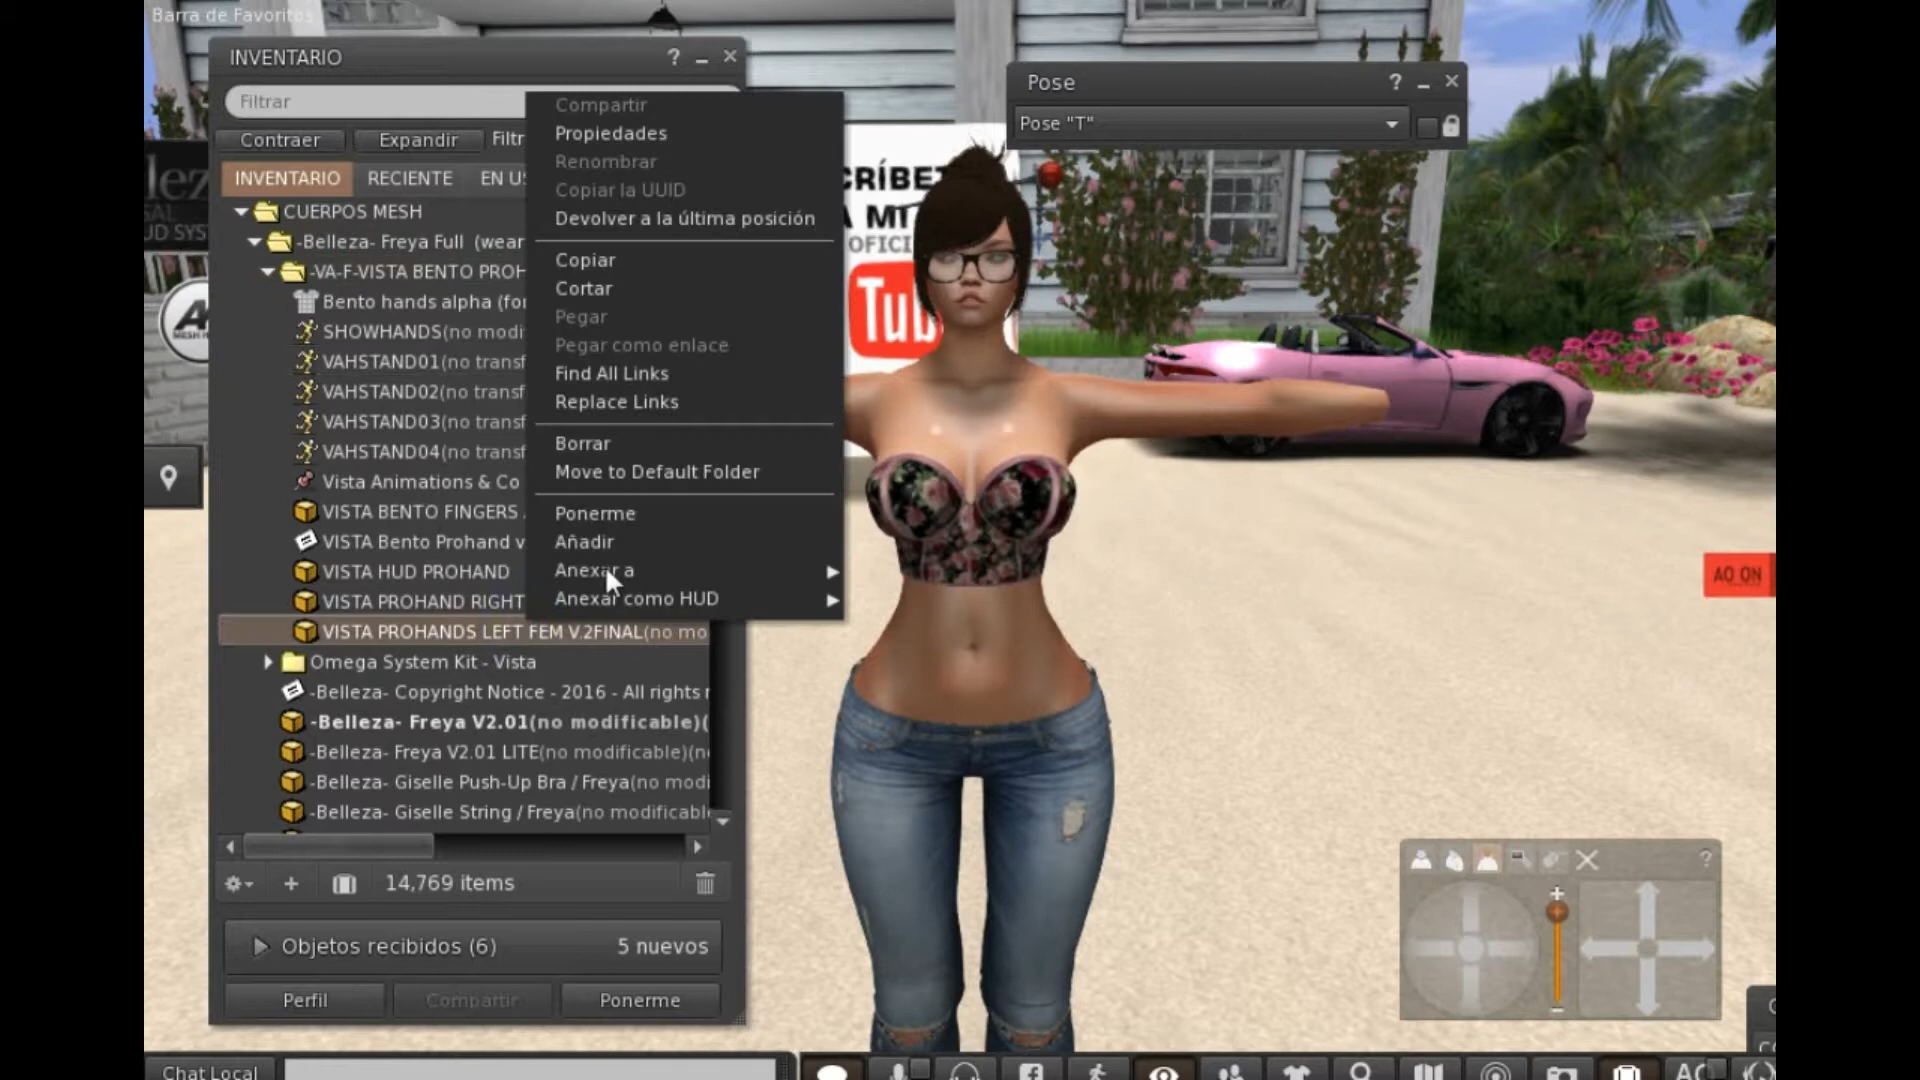 Barra de Favoritos
INVENTARIO
?
Filtrar
Contraer
Expandir
Filtr
INVENTARIO
RECIENTE
EN U
CUERPOS MESH
-Belleza- Freya Full (wear
-VA-F-VISTA BENTO PROH
Bento hands alpha (for
SHOWHANDS(no modi
VAHSTAND01(no transf
VAHSTAND02(no transf
VAHSTAND03(no transf
VAHSTAND04(no transf
Vista Animations & Co
VISTA BENTO FINGERS
VISTA Bento Prohand v
VISTA HUD PROHAND
VISTA PROHAND RIGHT
VISTA PROHANDS LEFT FEM V.2FINAL(no mo
Omega System Kit - Vista
-Belleza- Copyright Notice - 2016 - All rights r
-Belleza- Freya V2.01(no modificable)(
-Belleza- Freya V2.01 LITE(no modificable)(n
-Belleza- Giselle Push-Up Bra / Freya(no modi
-Belleza- Giselle String / Freya(no modificabl
14,769 items
Objetos recibidos (6)
5 nuevos
Perfil
Compartir
Ponerme
Chat Local
Compartir
Propiedades
Renombrar
Copiar la UUID
Devolver a la última posición
Copiar
Cortar
Pegar
Pegar como enlace
Find All Links
Replace Links
Borrar
Move to Default Folder
Ponerme
Añadir
Anexar a
Anexar como HUD
Pose
?
Pose "T"
CRÍBET
A MI
OFICI
Tub
AO ON
?